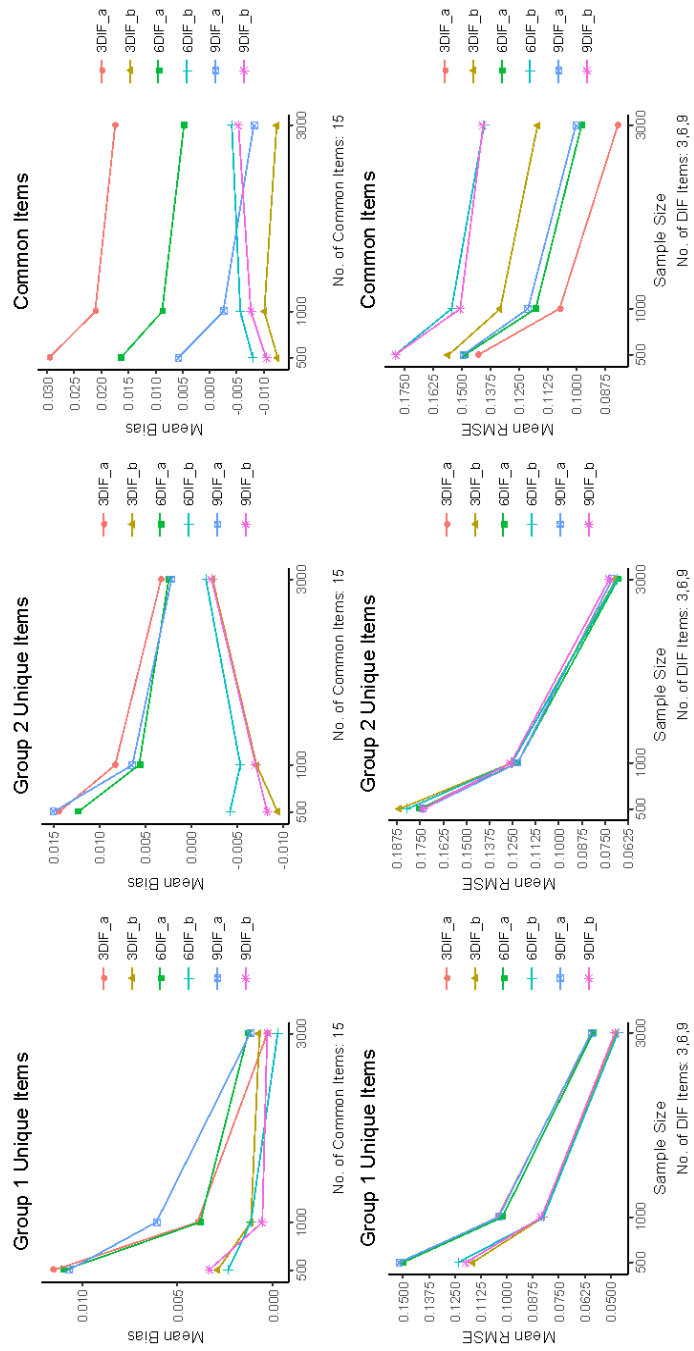 Group 1 Unique Items
Mean Bias
0.010
0.005
0.000
500
1000
3000
No. of Common Items: 15
3DIF_a
3DIF_b
6DIF_a
6DIF_b
9DIF_a
9DIF_b
Group 2 Unique Items
Mean Bias
0.015
0.010
0.005
0.000
-0.005
-0.010
500
1000
3000
No. of Common Items: 15
3DIF_a
3DIF_b
6DIF_a
6DIF_b
9DIF_a
9DIF_b
Common Items
Mean Bias
0.030
0.025
0.020
0.015
0.010
0.005
0.000
-0.005
-0.010
500
1000
3000
No. of Common Items: 15
3DIF_a
3DIF_b
6DIF_a
6DIF_b
9DIF_a
9DIF_b
Group 1 Unique Items
Mean RMSE
0.1500
0.1375
0.1250
0.1125
0.1000
0.0875
0.0750
0.0625
0.0500
500
1000
3000
Sample Size
No. of DIF Items: 3,6,9
3DIF_a
3DIF_b
6DIF_a
6DIF_b
9DIF_a
9DIF_b
Group 2 Unique Items
Mean RMSE
0.1875
0.1750
0.1625
0.1500
0.1375
0.1250
0.1125
0.1000
0.0875
0.0750
0.0625
500
1000
3000
Sample Size
No. of DIF Items: 3,6,9
3DIF_a
3DIF_b
6DIF_a
6DIF_b
9DIF_a
9DIF_b
Common Items
Mean RMSE
0.1750
0.1625
0.1500
0.1375
0.1250
0.1125
0.1000
0.0875
500
1000
3000
Sample Size
No. of DIF Items: 3,6,9
3DIF_a
3DIF_b
6DIF_a
6DIF_b
9DIF_a
9DIF_b